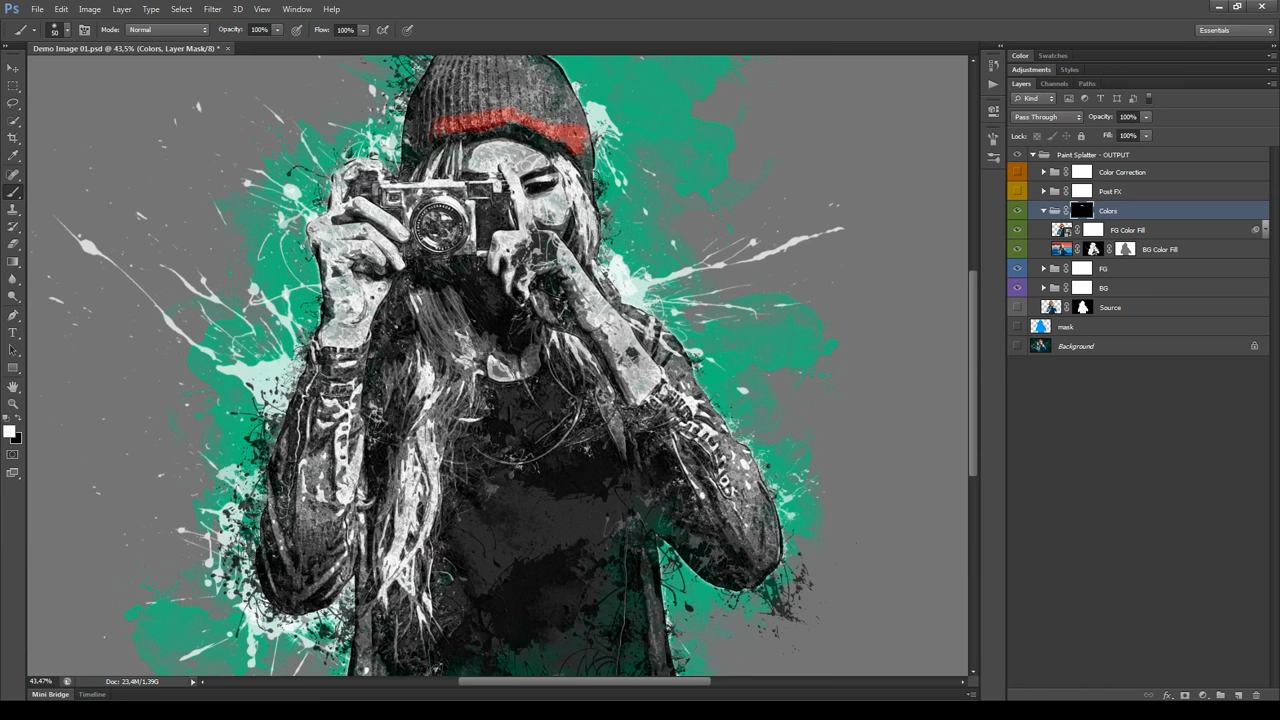 Ps File Edit Image Layer Type Select Filter 3D View Window Help
50 Mode: Normal Opacity: 100% Flow: 100% Essentials
Demo Image 01.psd @ 43,5% (Colors, Layer Mask/8) * ×
Color Swatches
Adjustments Styles
Layers Channels Paths
Kind
Pass Through Opacity: 100%
Lock: Fill: 100%
Paint Splatter - OUTPUT
Color Correction
Post FX
Colors
FG Color Fill
BG Color Fill
FG
BG
Source
mask
Background
43,47% Doc: 23,4M/1,39G
Mini Bridge Timeline